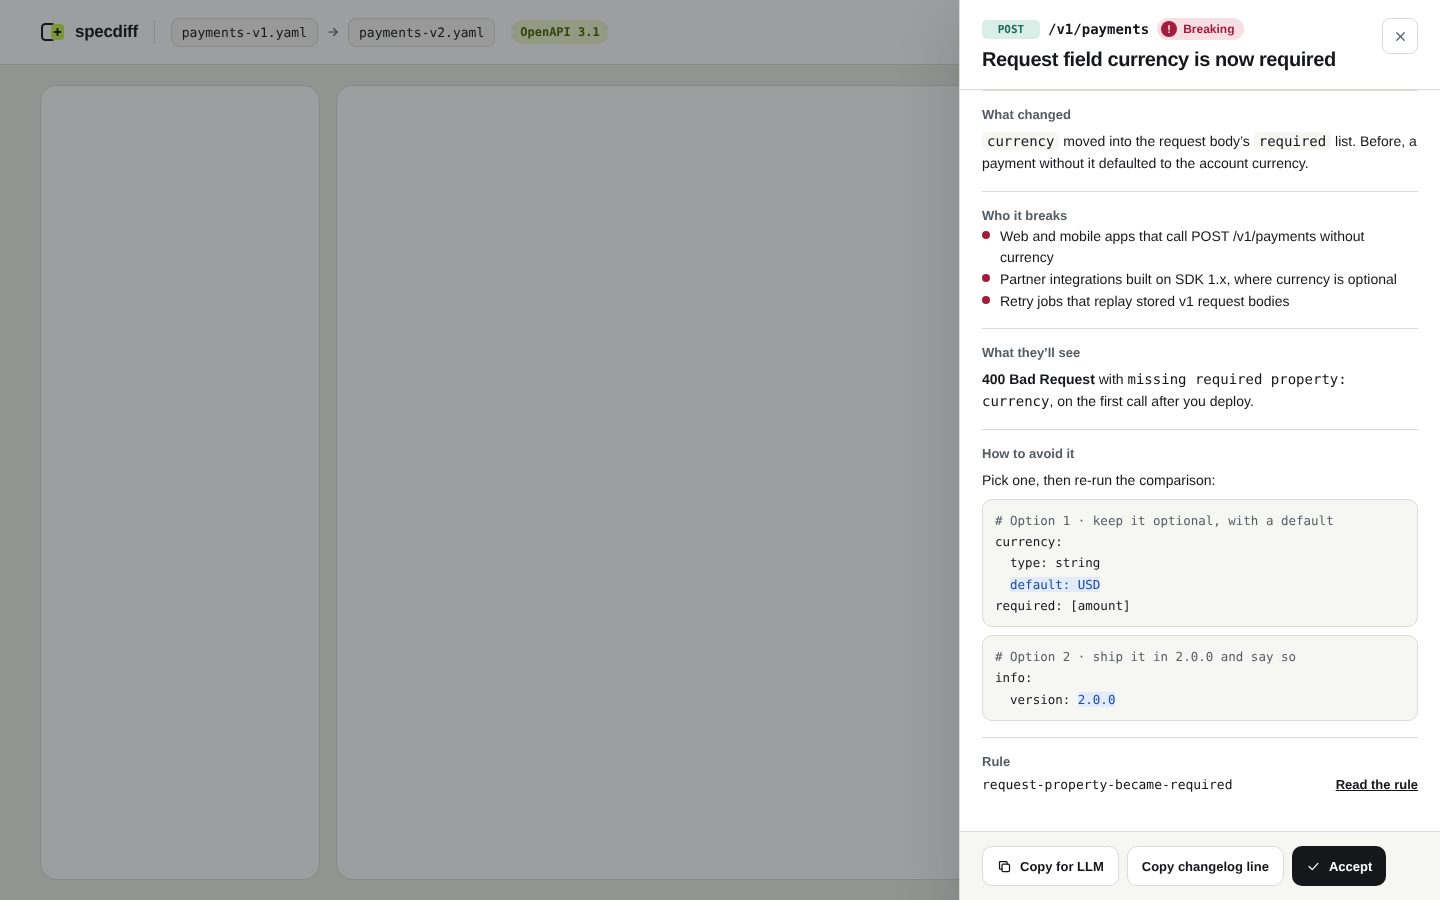 specdiff payments-v1.yaml → payments-v2.yaml OpenAPI 3.1
POST /v1/payments ! Breaking
Request field currency is now required
What changed
currency moved into the request body’s required list. Before, a
payment without it defaulted to the account currency.
Who it breaks
Web and mobile apps that call POST /v1/payments without
currency
Partner integrations built on SDK 1.x, where currency is optional
Retry jobs that replay stored v1 request bodies
What they’ll see
400 Bad Request with missing required property:
currency, on the first call after you deploy.
How to avoid it
Pick one, then re-run the comparison:
# Option 1 · keep it optional, with a default
currency:
  type: string
  default: USD
required: [amount]
# Option 2 · ship it in 2.0.0 and say so
info:
  version: 2.0.0
Rule
request-property-became-required Read the rule
Copy for LLM Copy changelog line Accept